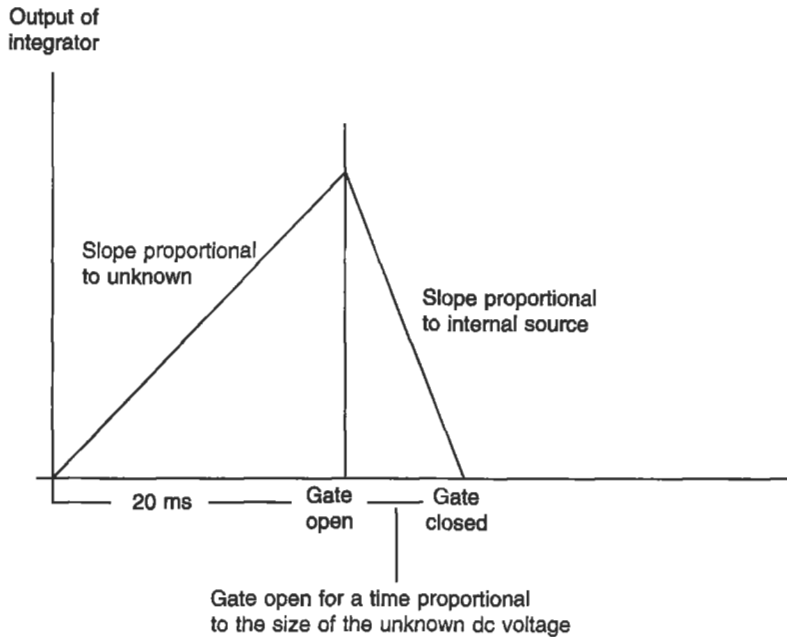 Output of
integrator
Slope proportional
to unknown
Slope proportional
to internal source
20 ms
Gate
open
Gate
closed
Gate open for a time proportional
to the size of the unknown dc voltage